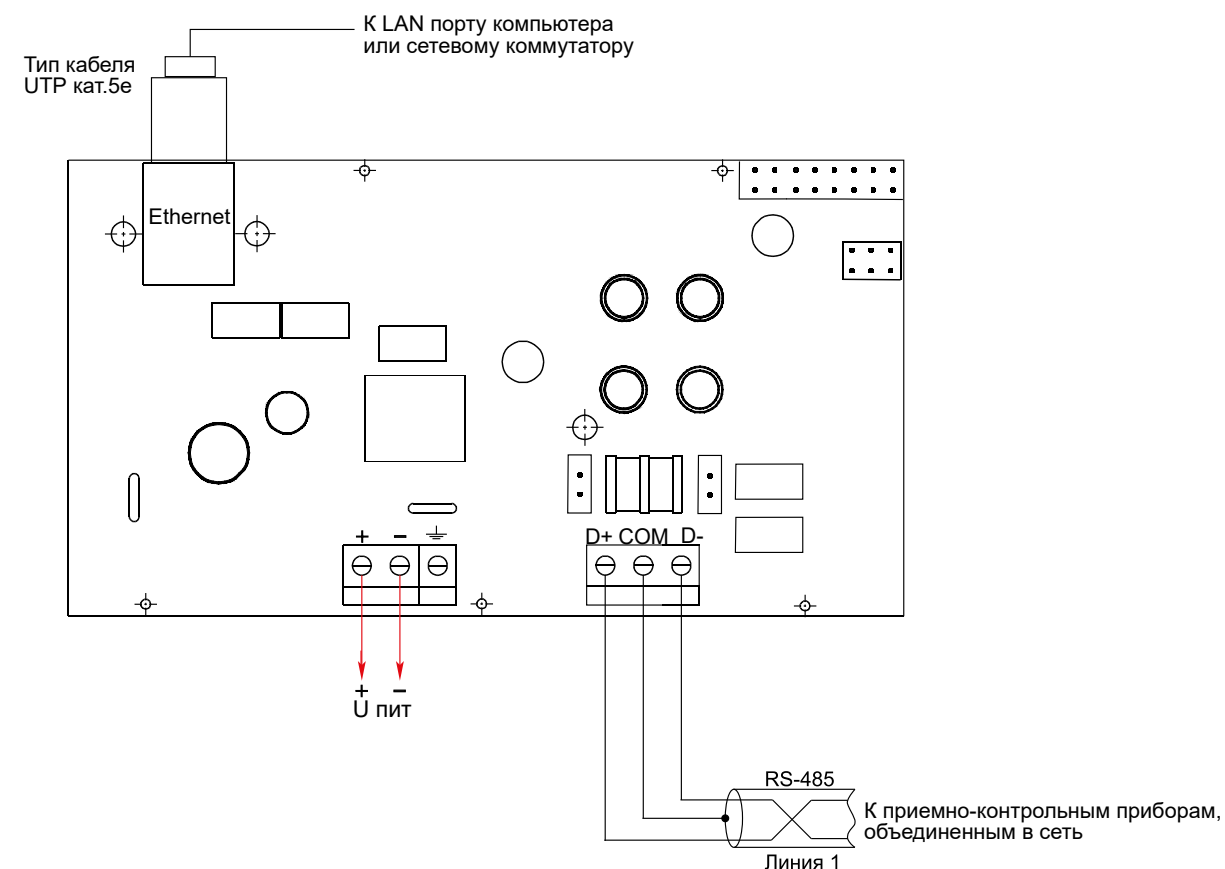 К LAN порту компьютера
или сетевому коммутатору
Тип кабеля
UTP кат.5e
Ethernet
+ −
D+ COM D-
+ −
U пит
RS-485
К приемно-контрольным приборам,
объединенным в сеть
Линия 1